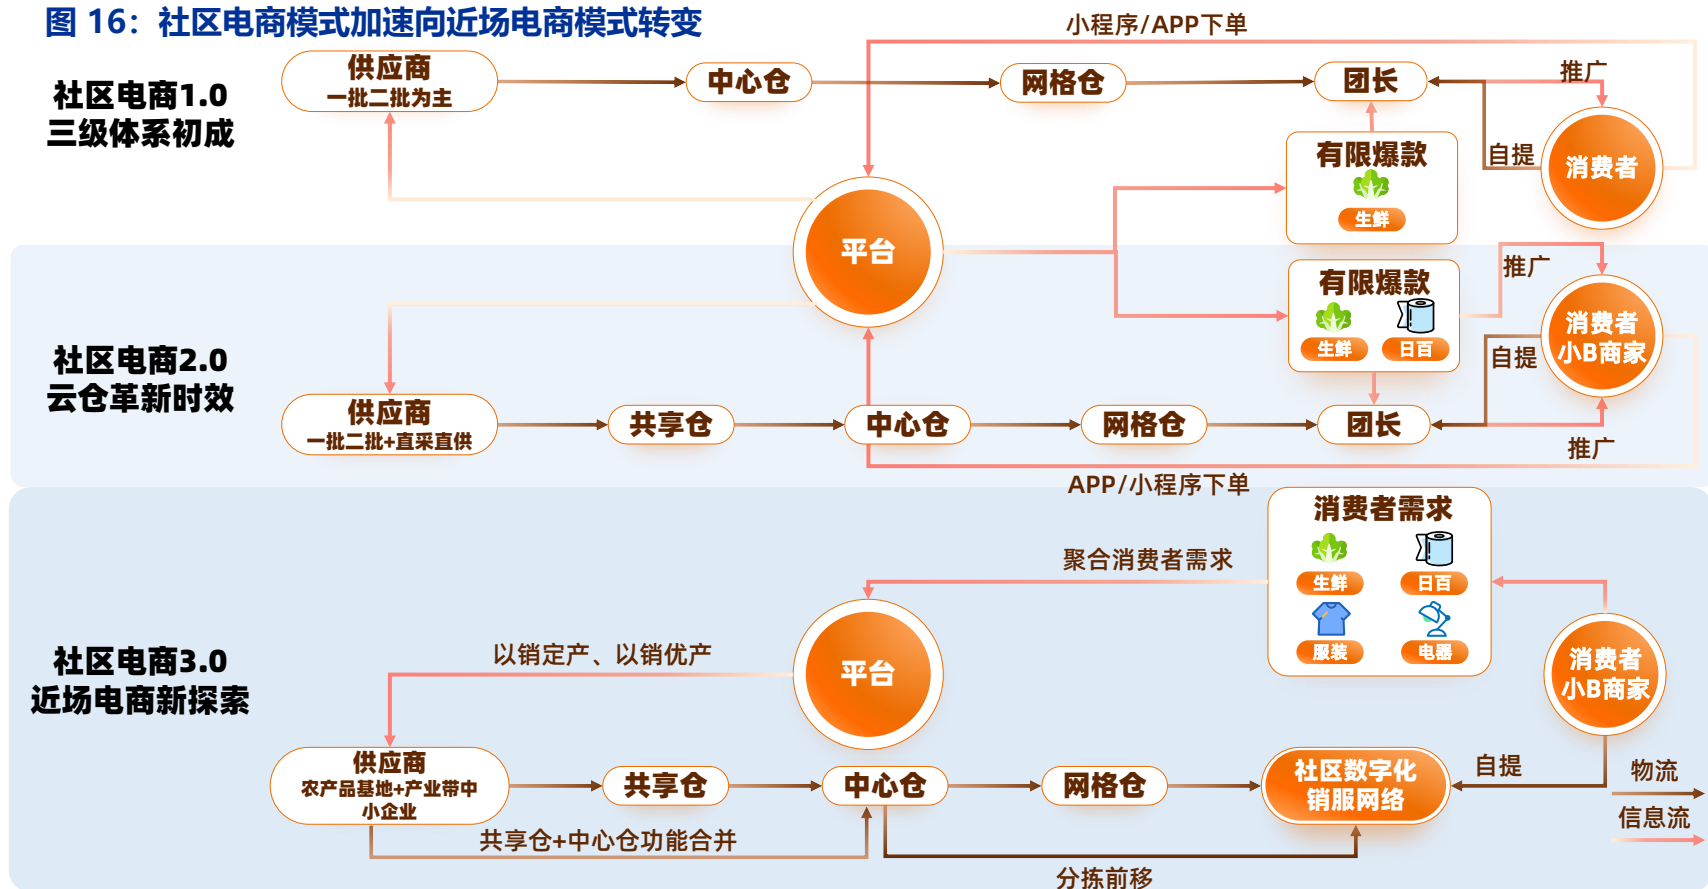 图 16：社区电商模式加速向近场电商模式转变
小程序/APP下单
社区电商1.0
三级体系初成
供应商
一批二批为主
中心仓
网格仓
团长
推广
有限爆款
生鲜
自提
消费者
平台
社区电商2.0
云仓革新时效
有限爆款
生鲜
日百
推广
消费者
小B商家
自提
供应商
一批二批+直采直供
共享仓
中心仓
网格仓
团长
推广
APP/小程序下单
社区电商3.0
近场电商新探索
消费者需求
生鲜
日百
服装
电器
聚合消费者需求
以销定产、以销优产
平台
消费者
小B商家
供应商
农产品基地+产业带中
小企业
共享仓
中心仓
网格仓
社区数字化
销服网络
自提
物流
信息流
共享仓+中心仓功能合并
分拣前移